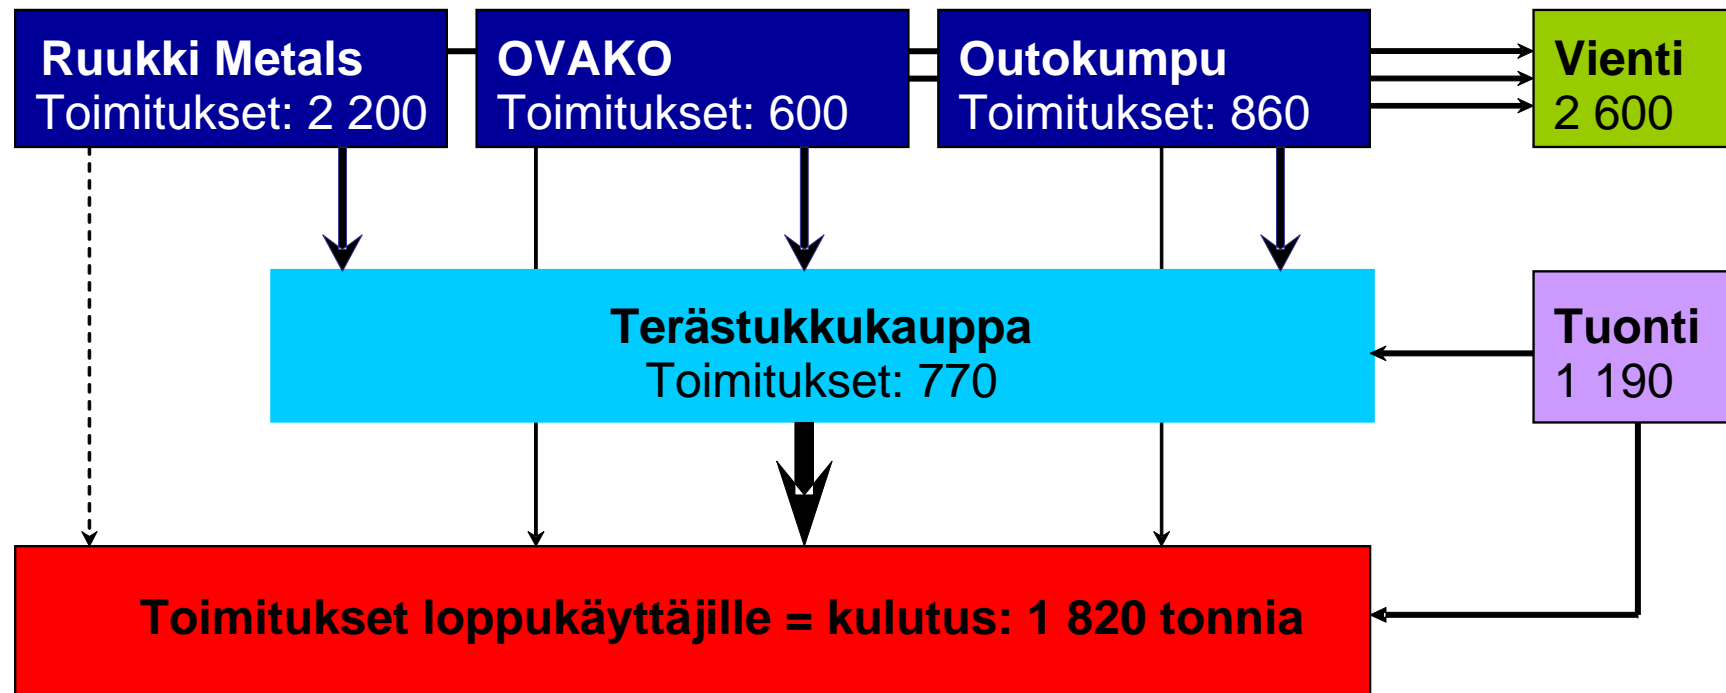 Ruukki Metals
Toimitukset: 2 200
OVAKO
Toimitukset: 600
Outokumpu
Toimitukset: 860
Vienti
2 600
Terästukkukauppa
Toimitukset: 770
Tuonti
1 190
Toimitukset loppukäyttäjille = kulutus: 1 820 tonnia